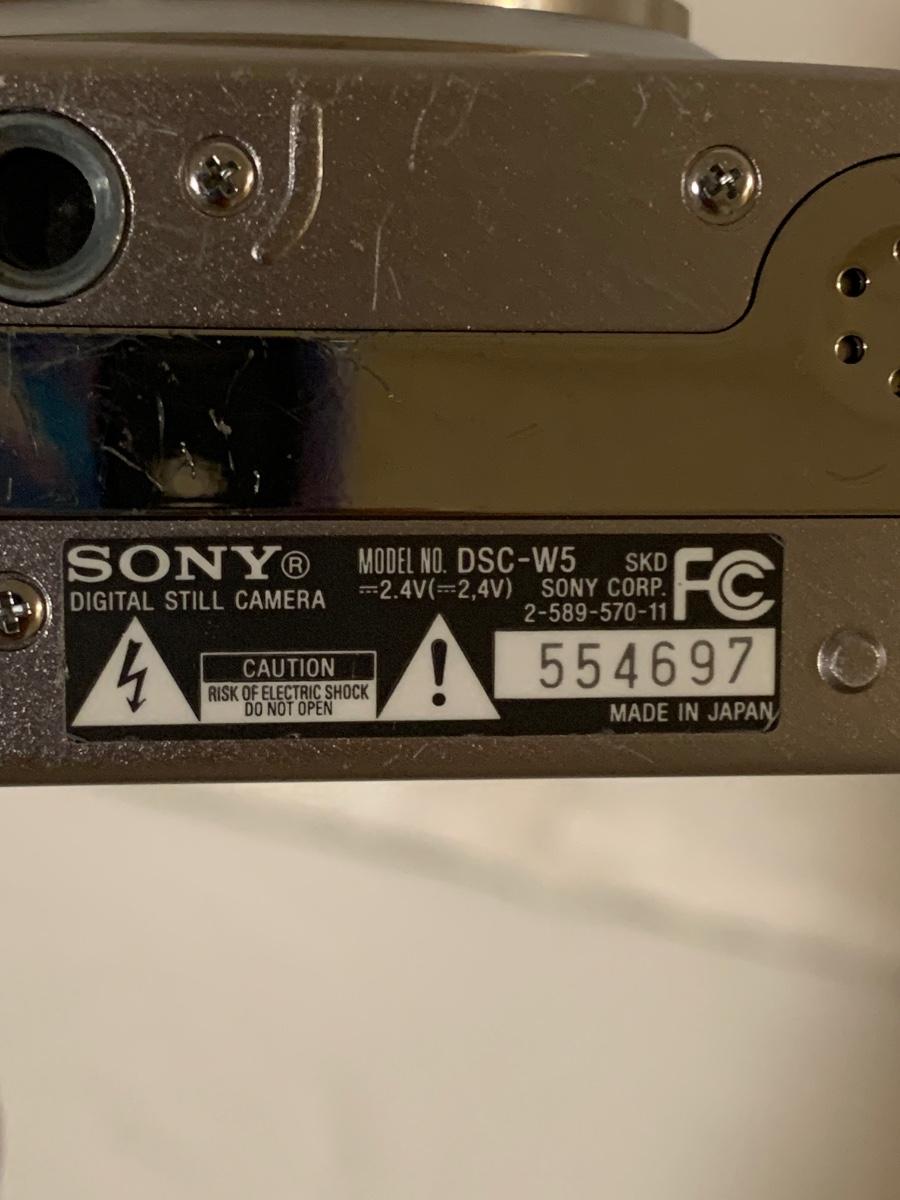 SONY® MODEL NO. DSC-W5 SKD FC
DIGITAL STILL CAMERA ⎓2.4V(⎓2,4V) SONY CORP.
2-589-570-11
CAUTION
RISK OF ELECTRIC SHOCK
DO NOT OPEN
!
554697
MADE IN JAPAN